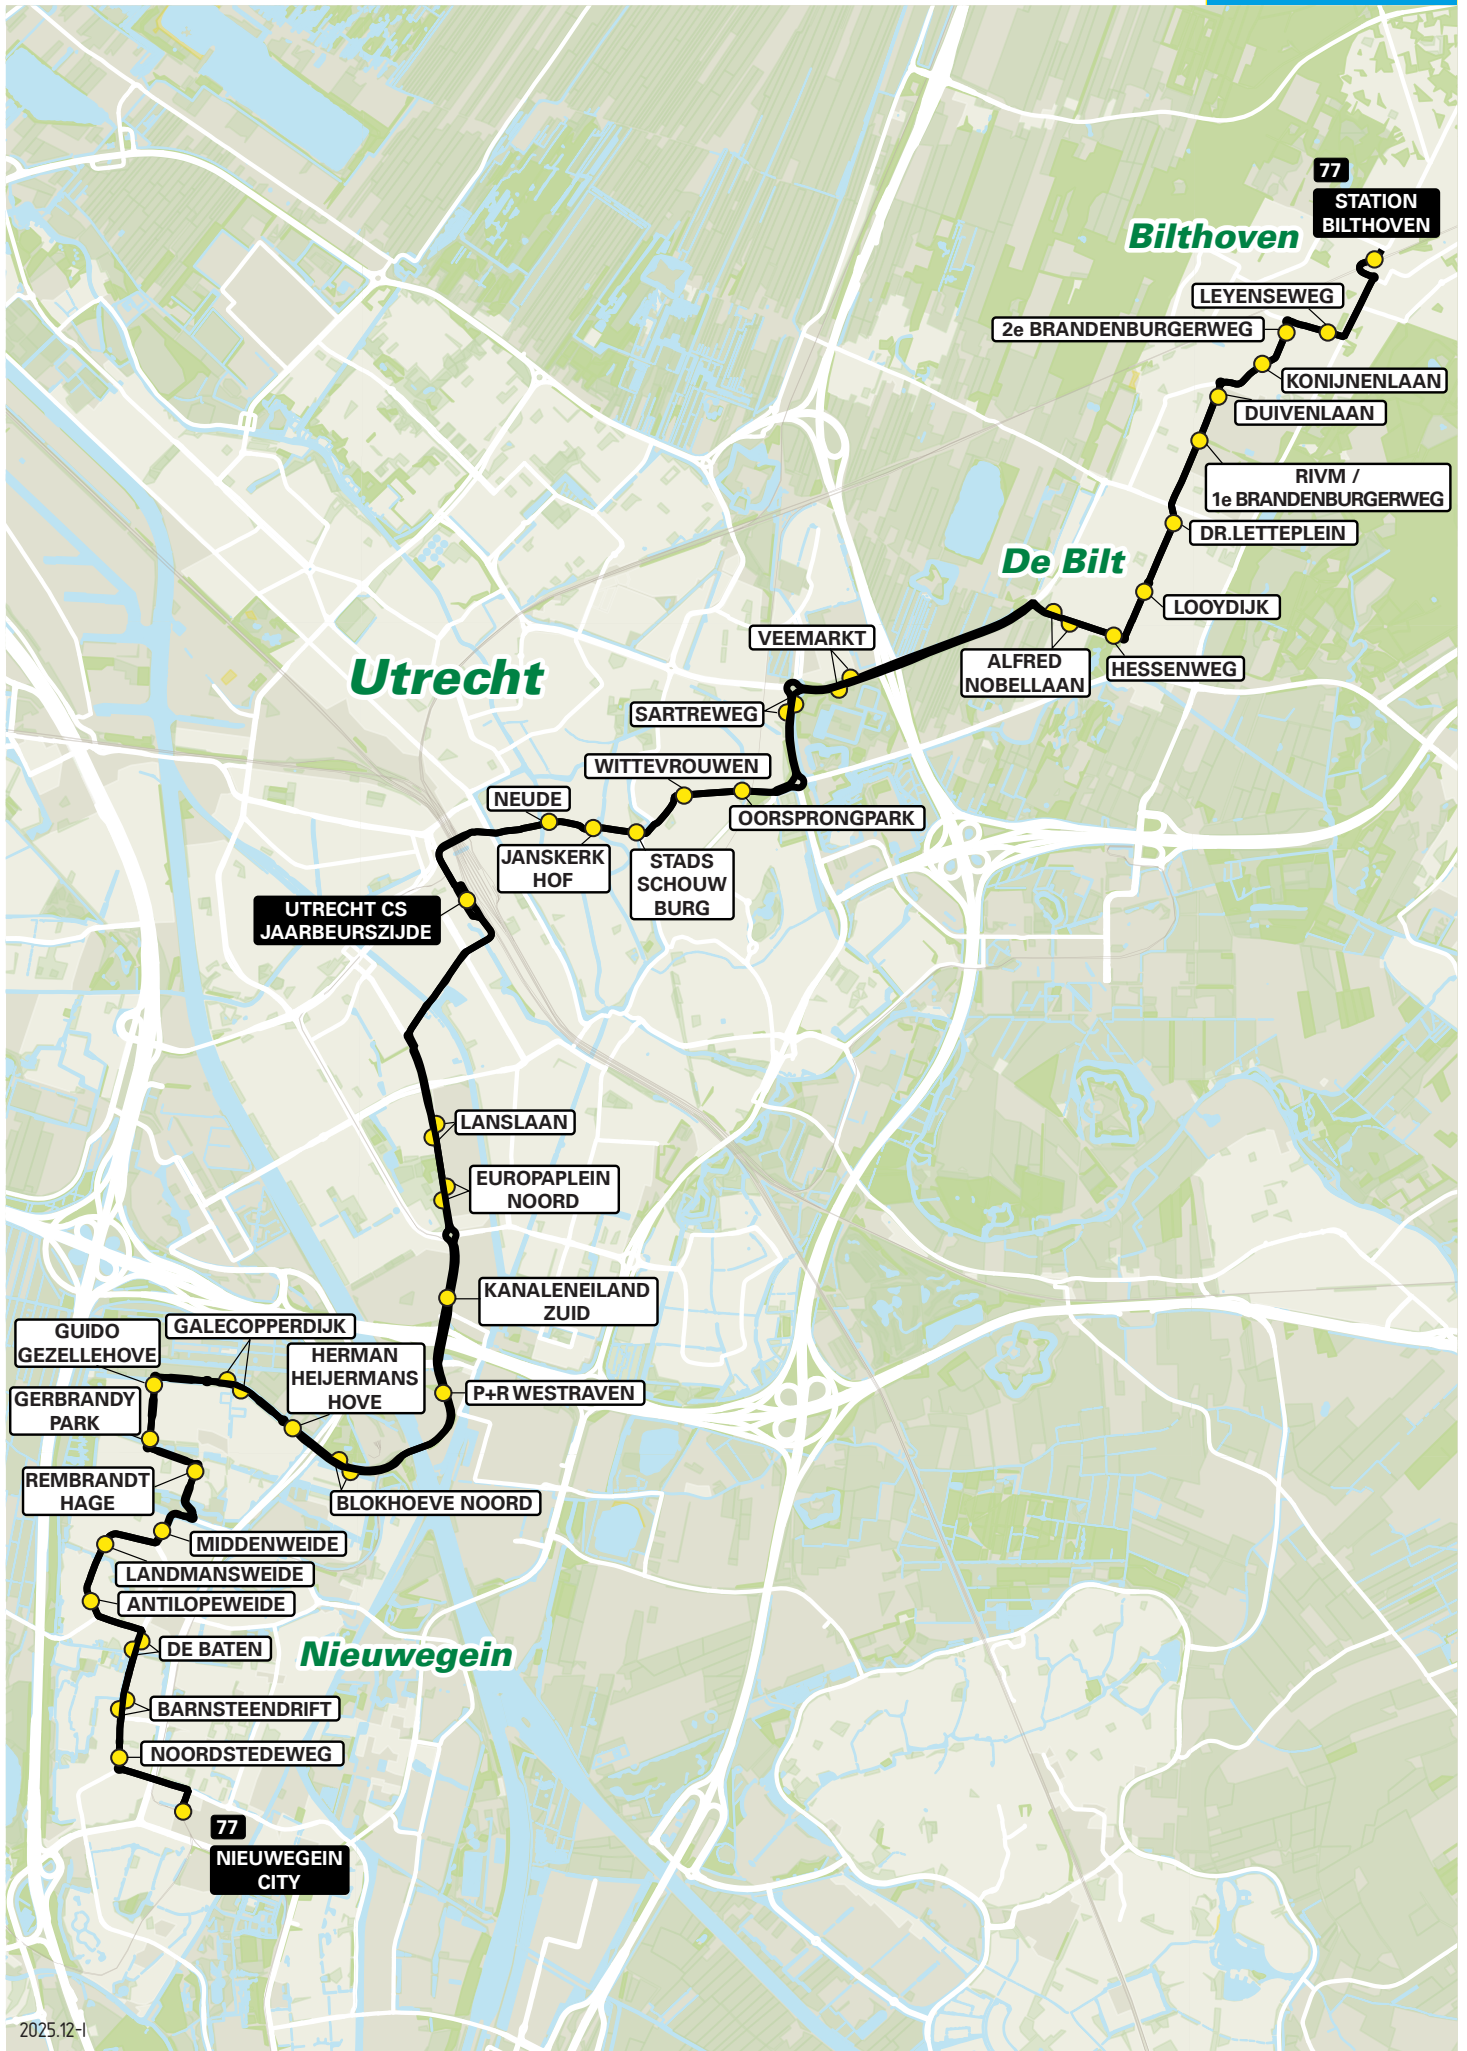 77
STATION
BILTHOVEN
Bilthoven
LEYENSEWEG
2e BRANDENBURGERWEG
KONIJNENLAAN
DUIVENLAAN
RIVM /
1e BRANDENBURGERWEG
DR.LETTEPLEIN
De Bilt
LOOYDIJK
VEEMARKT
ALFRED
NOBELLAAN
HESSENWEG
Utrecht
SARTREWEG
WITTEVROUWEN
NEUDE
OORSPRONGPARK
JANSKERK
HOF
STADS
SCHOUW
BURG
UTRECHT CS
JAARBEURSZIJDE
LANSLAAN
EUROPAPLEIN
NOORD
KANALENEILAND
ZUID
GUIDO
GEZELLEHOVE
GALECOPPERDIJK
HERMAN
HEIJERMANS
HOVE
P+R WESTRAVEN
GERBRANDY
PARK
REMBRANDT
HAGE
BLOKHOEVE NOORD
MIDDENWEIDE
LANDMANSWEIDE
ANTILOPEWEIDE
DE BATEN
Nieuwegein
BARNSTEENDRIFT
NOORDSTEDEWEG
77
NIEUWEGEIN
CITY
2025.12-I